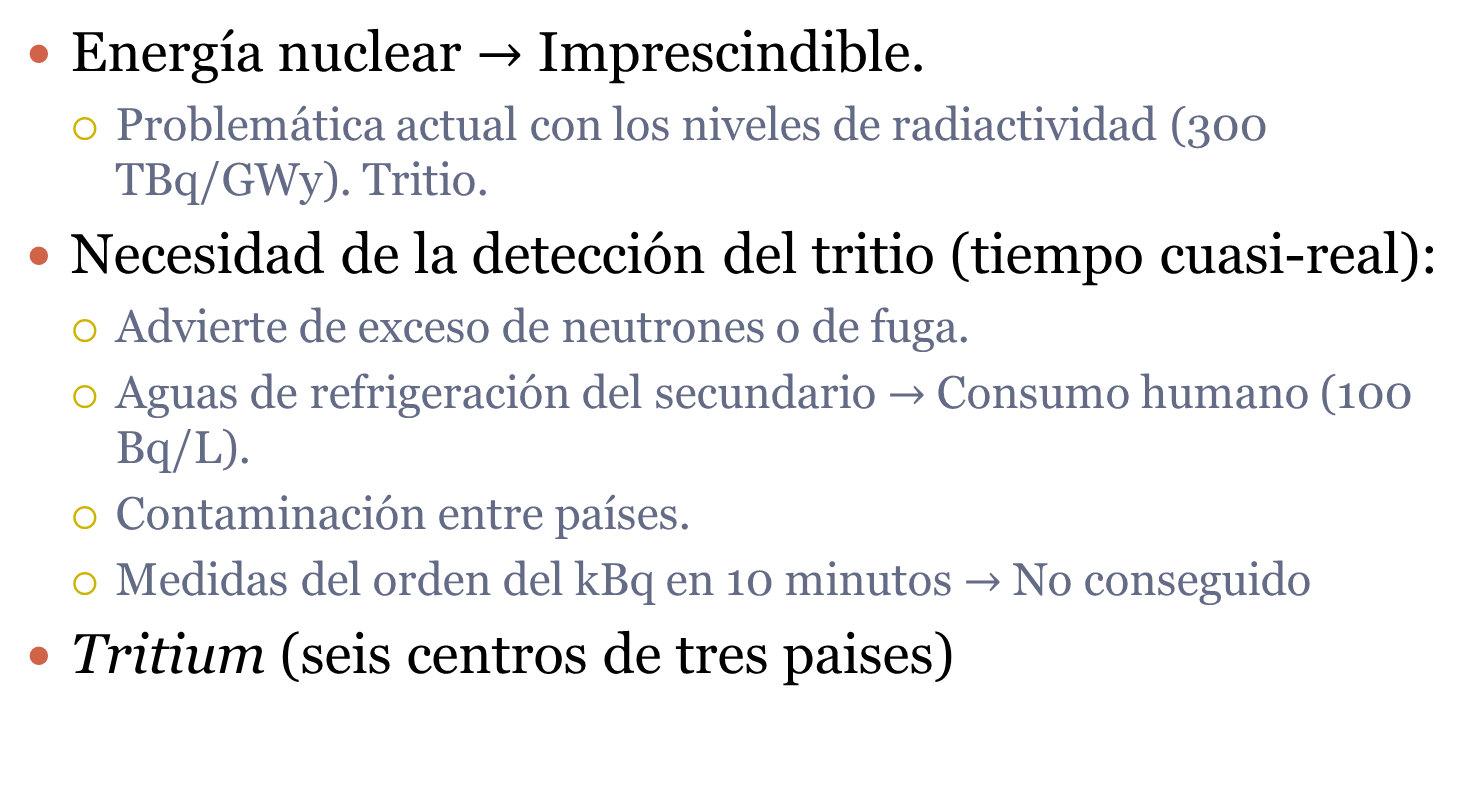 • Energía nuclear → Imprescindible.
○ Problemática actual con los niveles de radiactividad (300
TBq/GWy). Tritio.
• Necesidad de la detección del tritio (tiempo cuasi-real):
○ Advierte de exceso de neutrones o de fuga.
○ Aguas de refrigeración del secundario → Consumo humano (100
Bq/L).
○ Contaminación entre países.
○ Medidas del orden del kBq en 10 minutos → No conseguido
• Tritium (seis centros de tres paises)